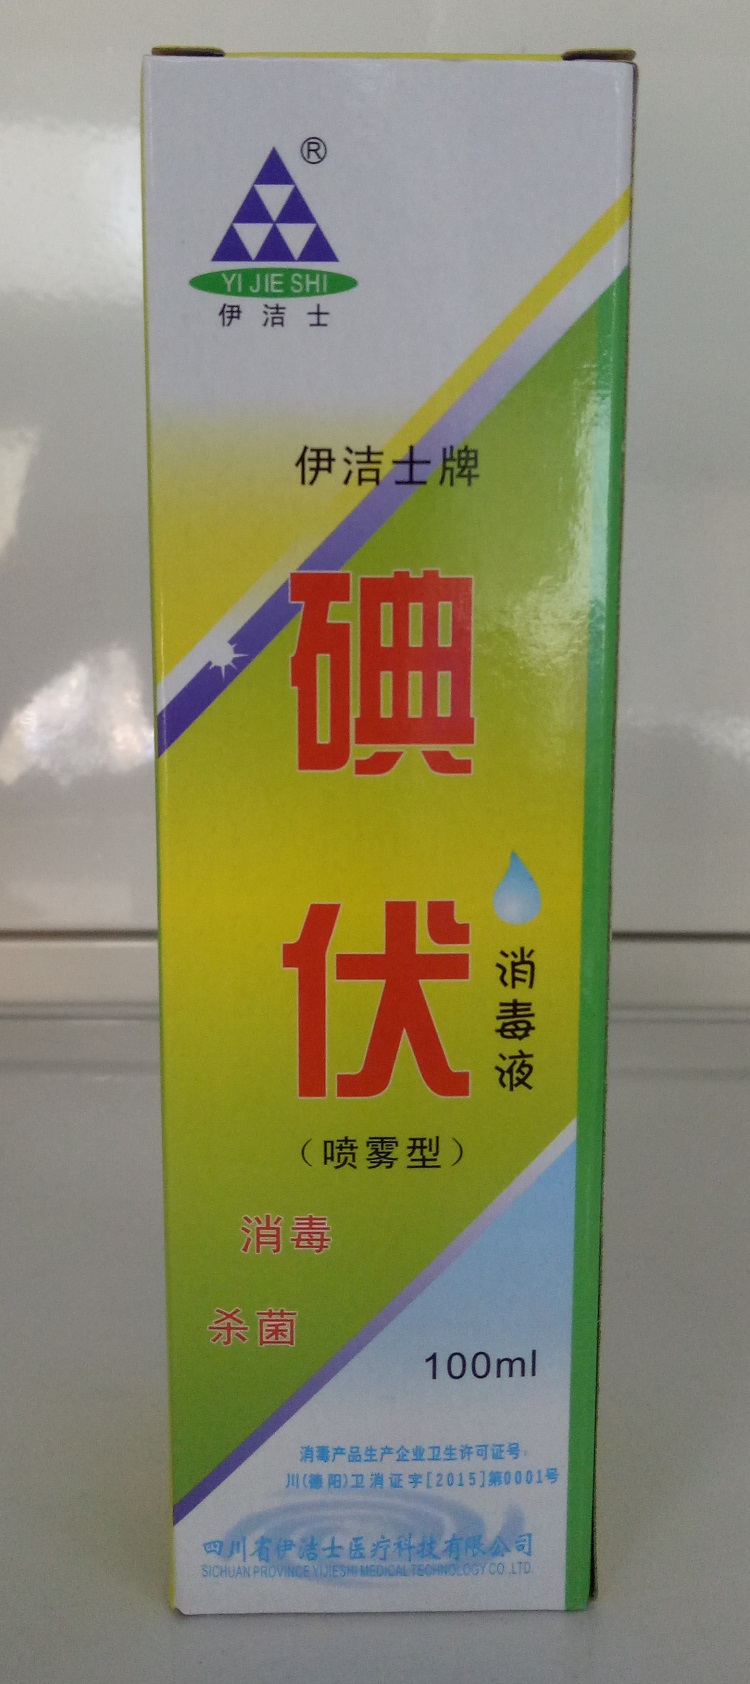 ®
YI JIE SHI
伊洁士
伊洁士牌
碘伏
消毒液
（喷雾型）
消毒
杀菌
100ml
消毒产品生产企业卫生许可证号:
川(德阳)卫消证字[2015]第0001号
四川省伊洁士医疗科技有限公司
SICHUAN PROVINCE YIJIESHI MEDICAL TECHNOLOGY CO .LTD